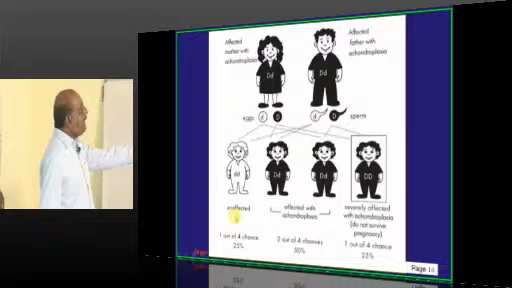 Affected
mother with
achondroplasia
Affected
father with
achondroplasia
Dd
Dd
eggs d D d D sperm
dd
Dd
Dd
DD
unaffected
affected with
achondroplasia
severely affected
with achondroplasia
(do not survive
pregnancy)
1 out of 4 chance
25%
2 out of 4 chances
50%
1 out of 4 chance
25%